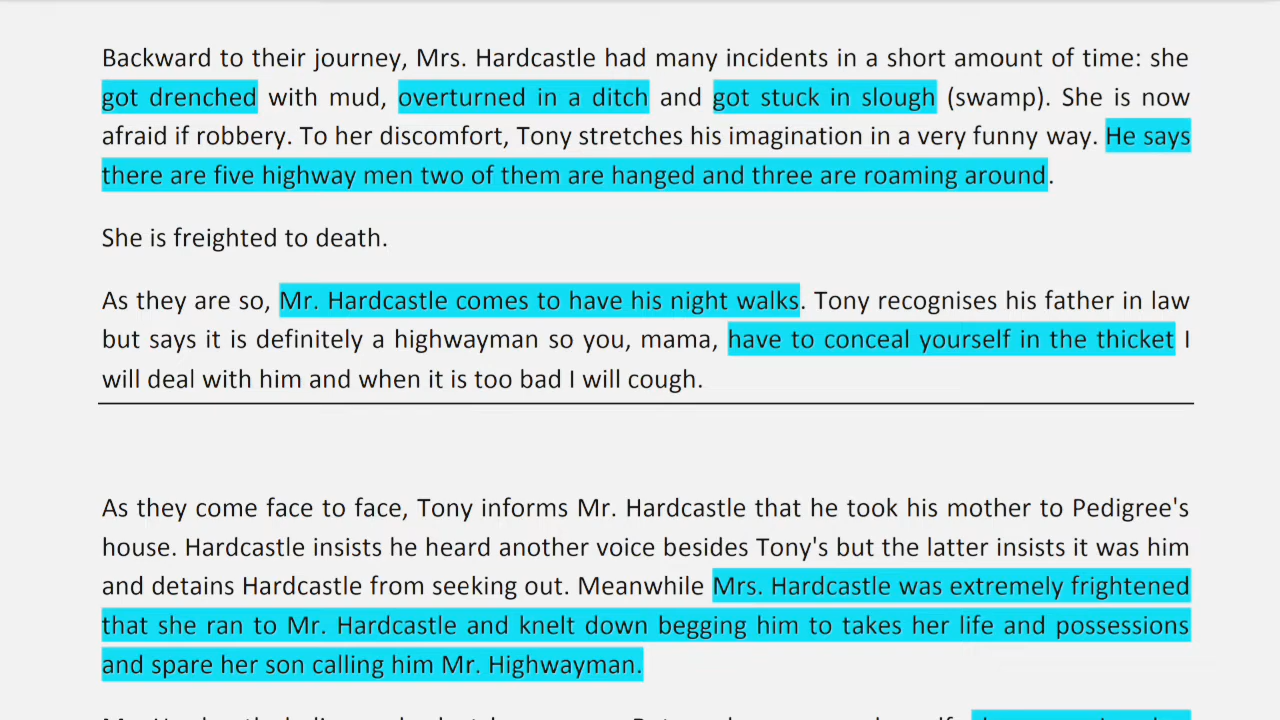 Backward to their journey, Mrs. Hardcastle had many incidents in a short amount of time: she
got drenched with mud, overturned in a ditch and got stuck in slough (swamp). She is now
afraid if robbery. To her discomfort, Tony stretches his imagination in a very funny way. He says
there are five highway men two of them are hanged and three are roaming around.
She is freighted to death.
As they are so, Mr. Hardcastle comes to have his night walks. Tony recognises his father in law
but says it is definitely a highwayman so you, mama, have to conceal yourself in the thicket I
will deal with him and when it is too bad I will cough.
As they come face to face, Tony informs Mr. Hardcastle that he took his mother to Pedigree's
house. Hardcastle insists he heard another voice besides Tony's but the latter insists it was him
and detains Hardcastle from seeking out. Meanwhile Mrs. Hardcastle was extremely frightened
that she ran to Mr. Hardcastle and knelt down begging him to takes her life and possessions
and spare her son calling him Mr. Highwayman.